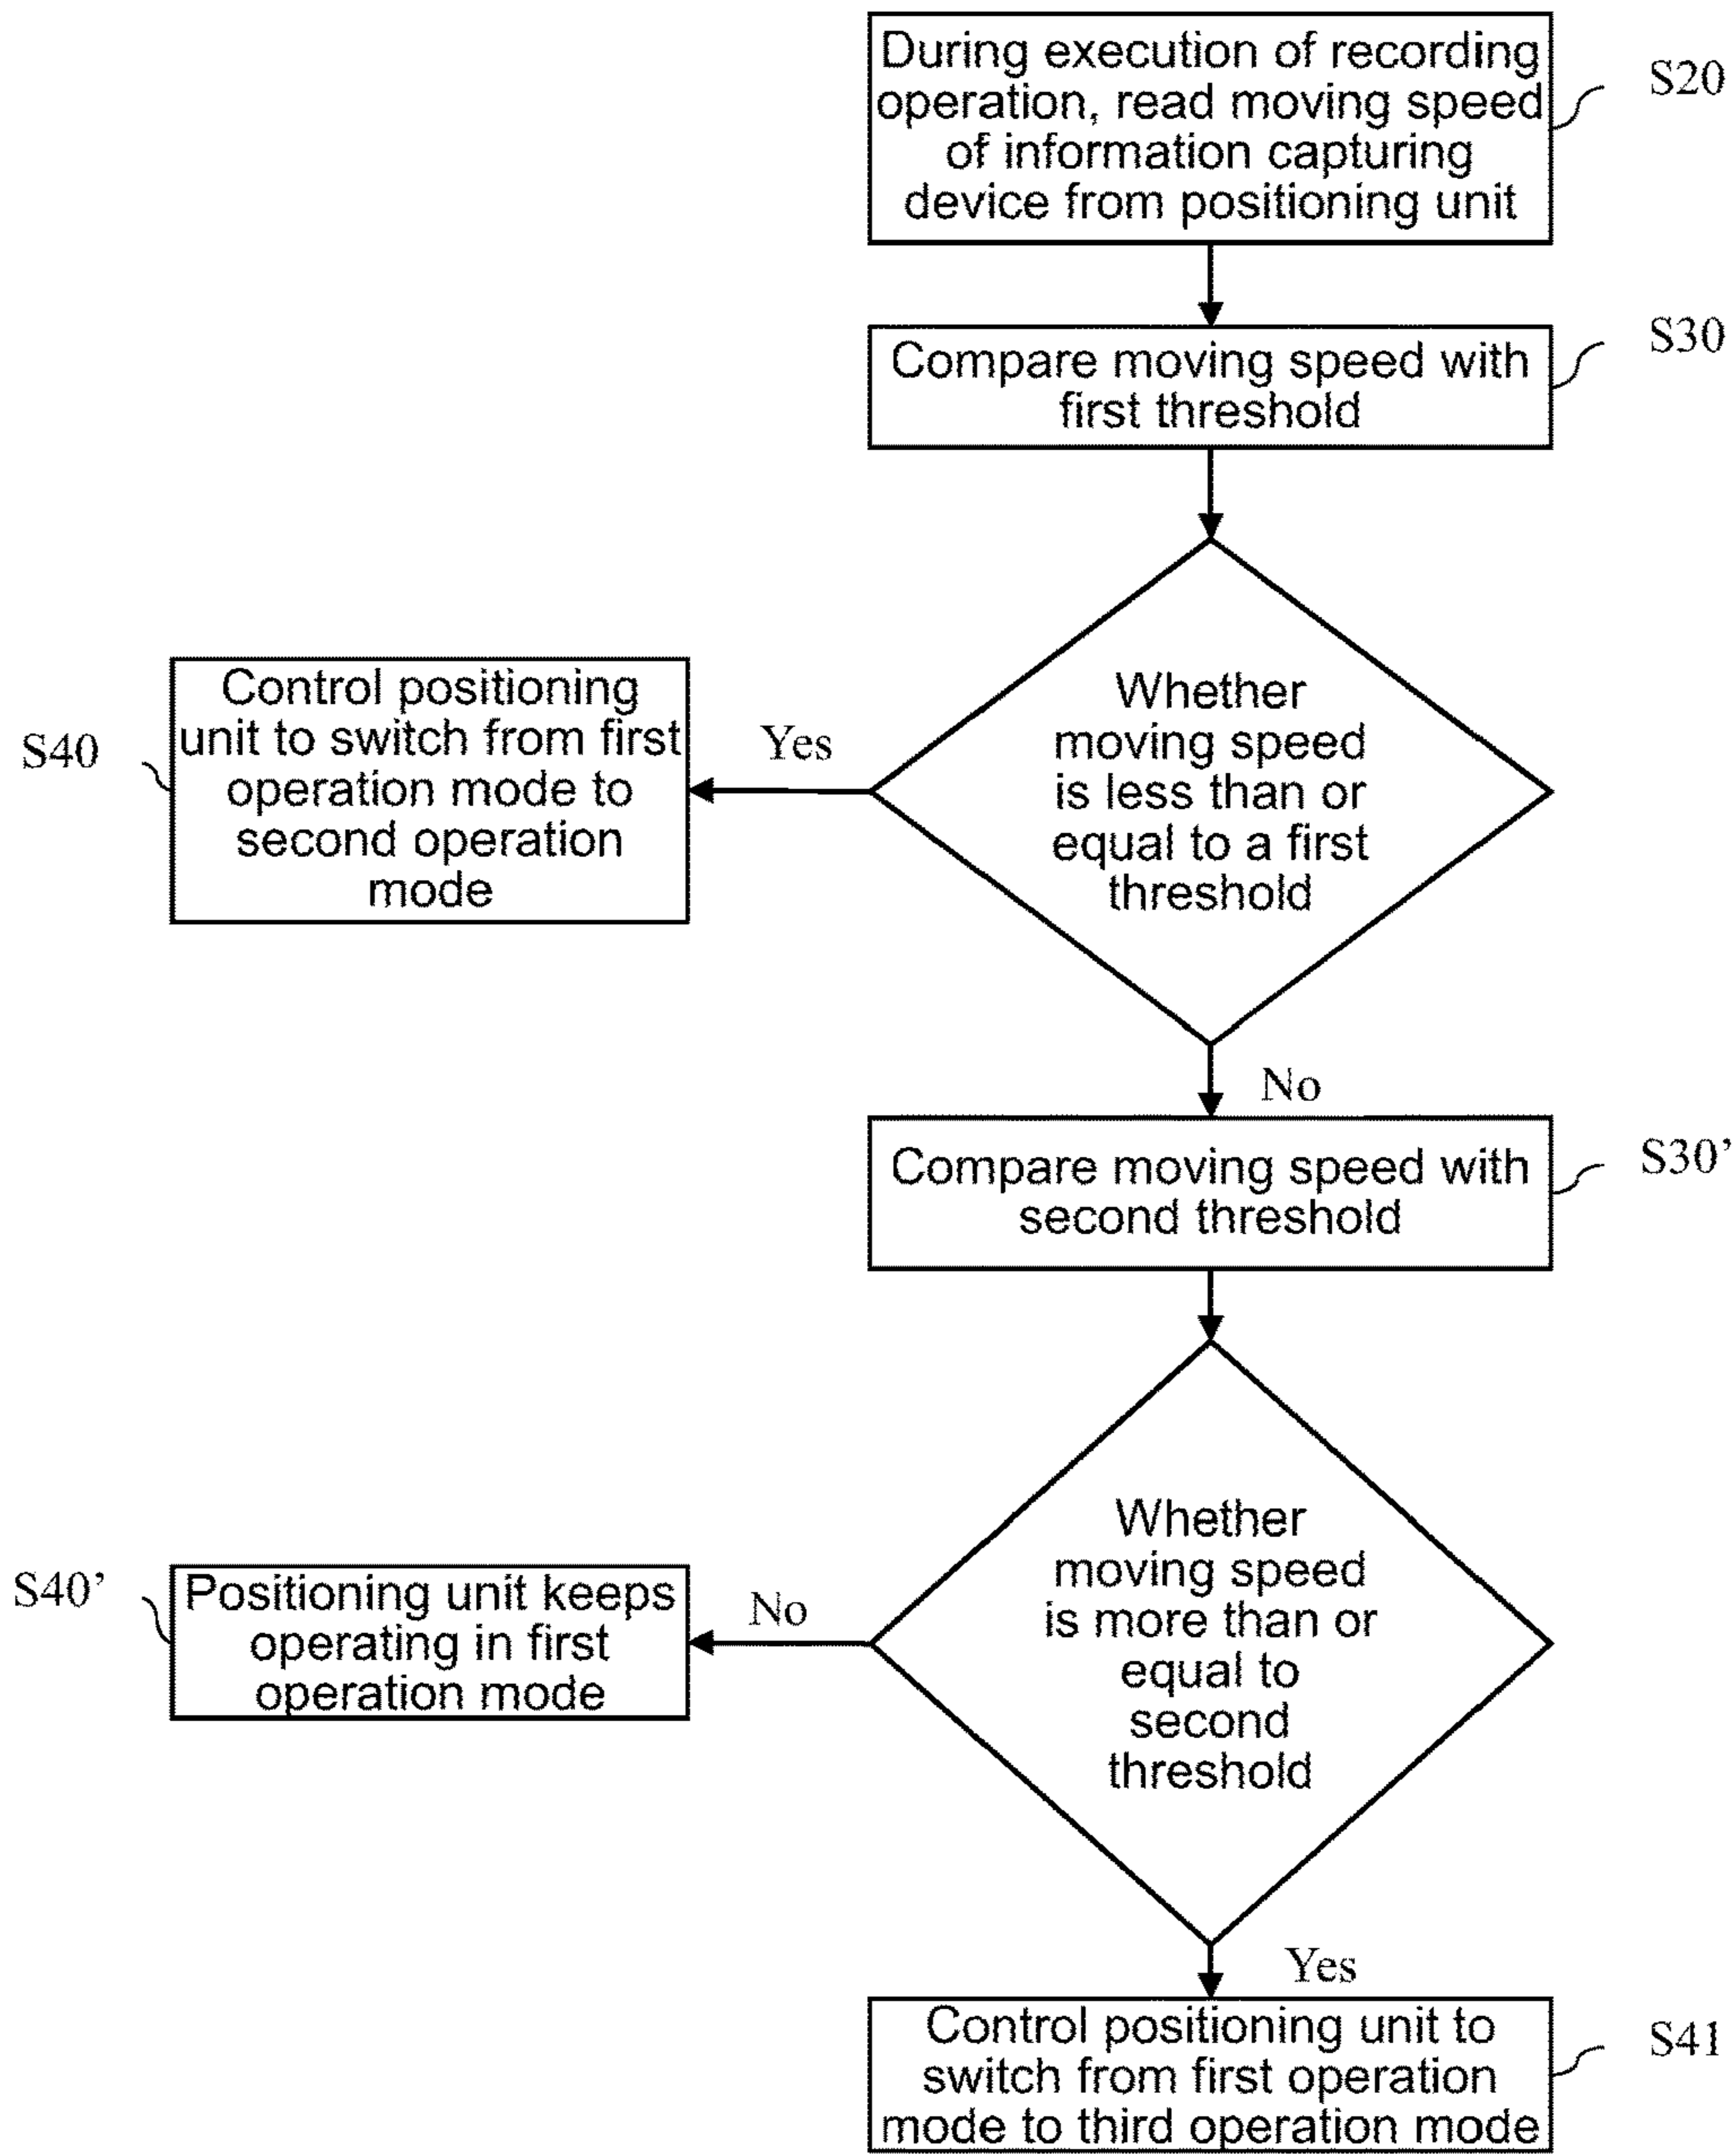 During execution of recording
operation, read moving speed
of information capturing
device from positioning unit
S20
Compare moving speed with
first threshold
S30
Whether
moving speed
is less than or
equal to a first
threshold
Yes
Control positioning
unit to switch from first
operation mode to
second operation
mode
S40
No
Compare moving speed with
second threshold
S30’
Whether
moving speed
is more than or
equal to
second
threshold
No
Positioning unit keeps
operating in first
operation mode
S40’
Yes
Control positioning unit to
switch from first operation
mode to third operation mode
S41